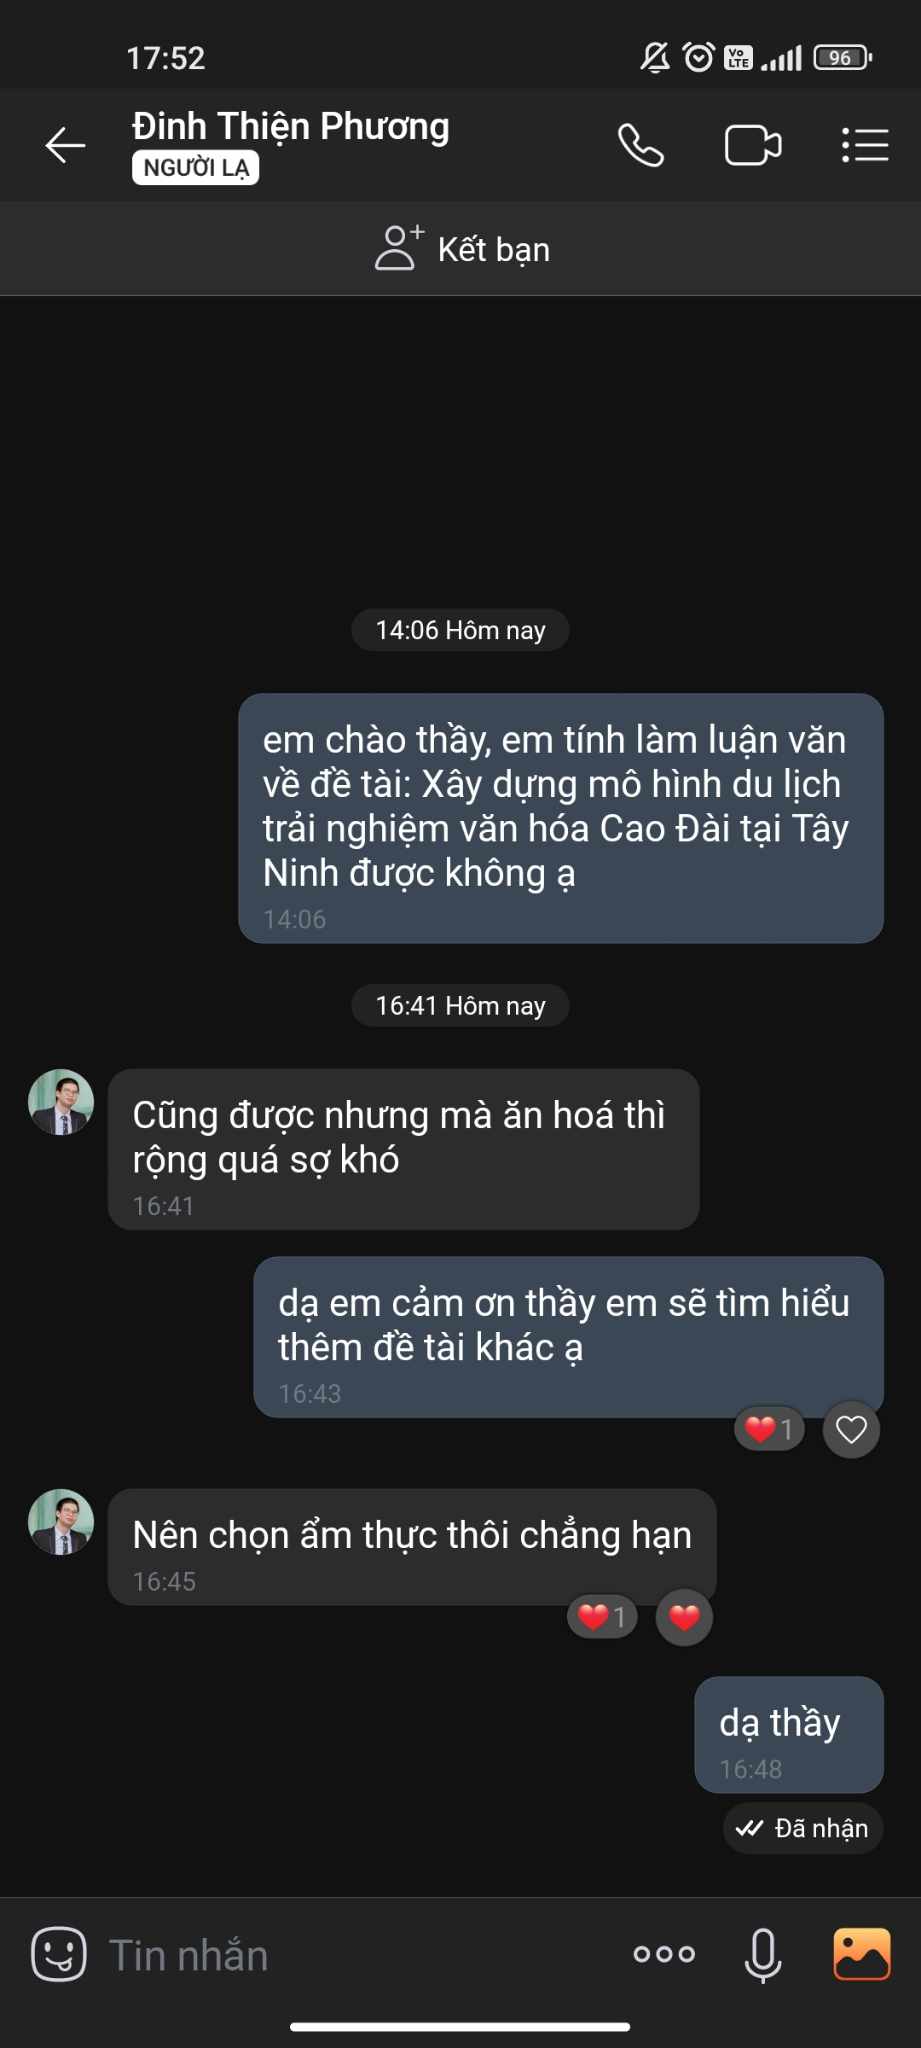 17:52
Vo
LTE
96
Đinh Thiện Phương
NGƯỜI LẠ
Kết bạn
14:06 Hôm nay
em chào thầy, em tính làm luận văn
về đề tài: Xây dựng mô hình du lịch
trải nghiệm văn hóa Cao Đài tại Tây
Ninh được không ạ
14:06
16:41 Hôm nay
Cũng được nhưng mà ăn hoá thì
rộng quá sợ khó
16:41
dạ em cảm ơn thầy em sẽ tìm hiểu
thêm đề tài khác ạ
16:43
1
Nên chọn ẩm thực thôi chẳng hạn
16:45
1
dạ thầy
16:48
Đã nhận
Tin nhắn